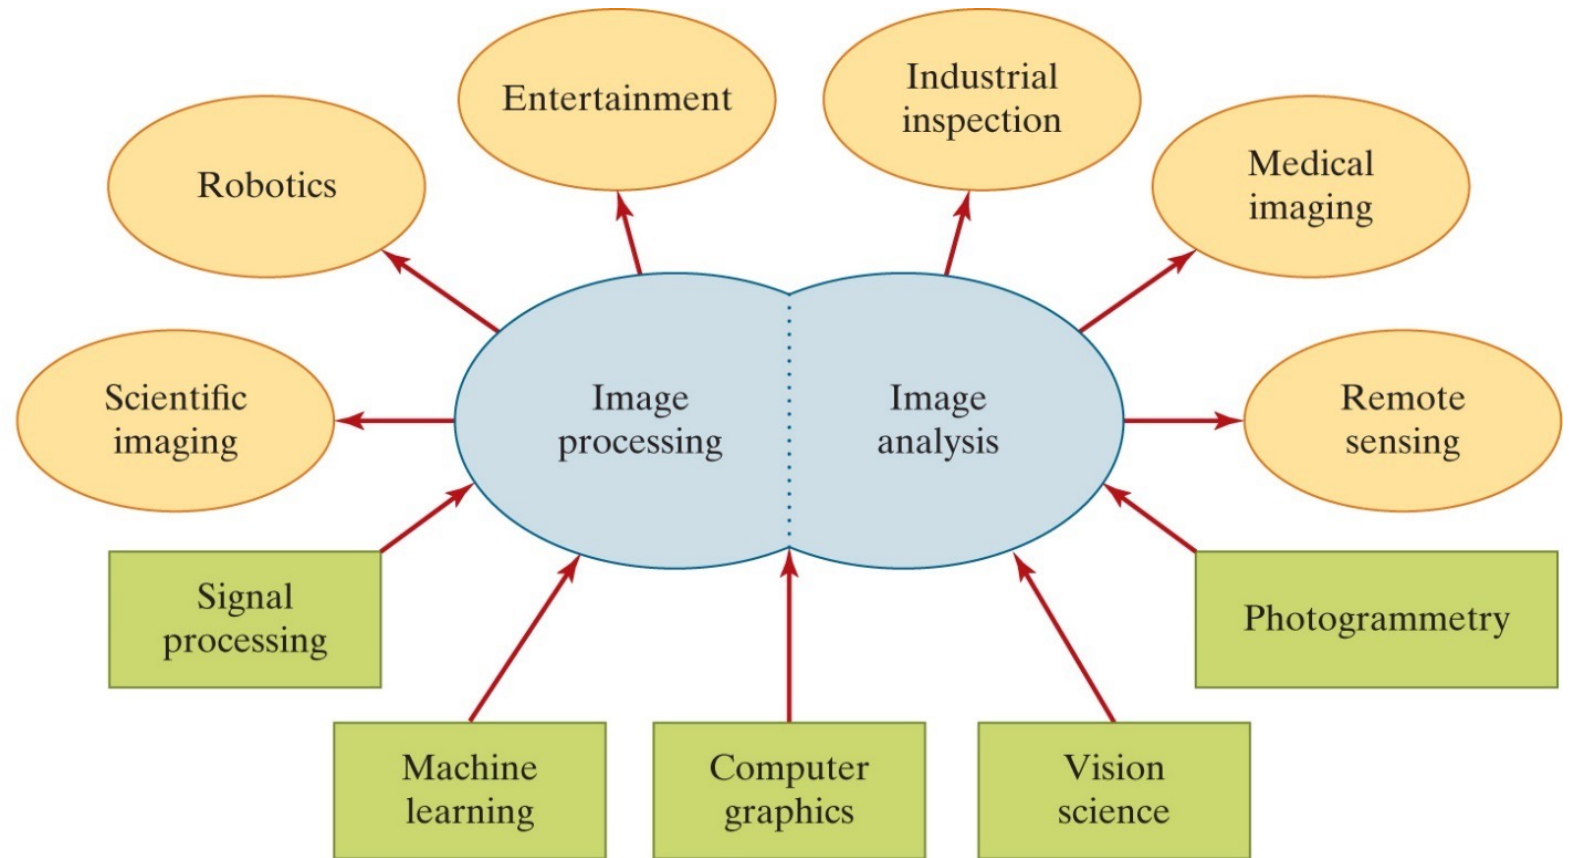 Entertainment
Industrial
inspection
Robotics
Medical
imaging
Scientific
imaging
Image
processing
Image
analysis
Remote
sensing
Signal
processing
Photogrammetry
Machine
learning
Computer
graphics
Vision
science